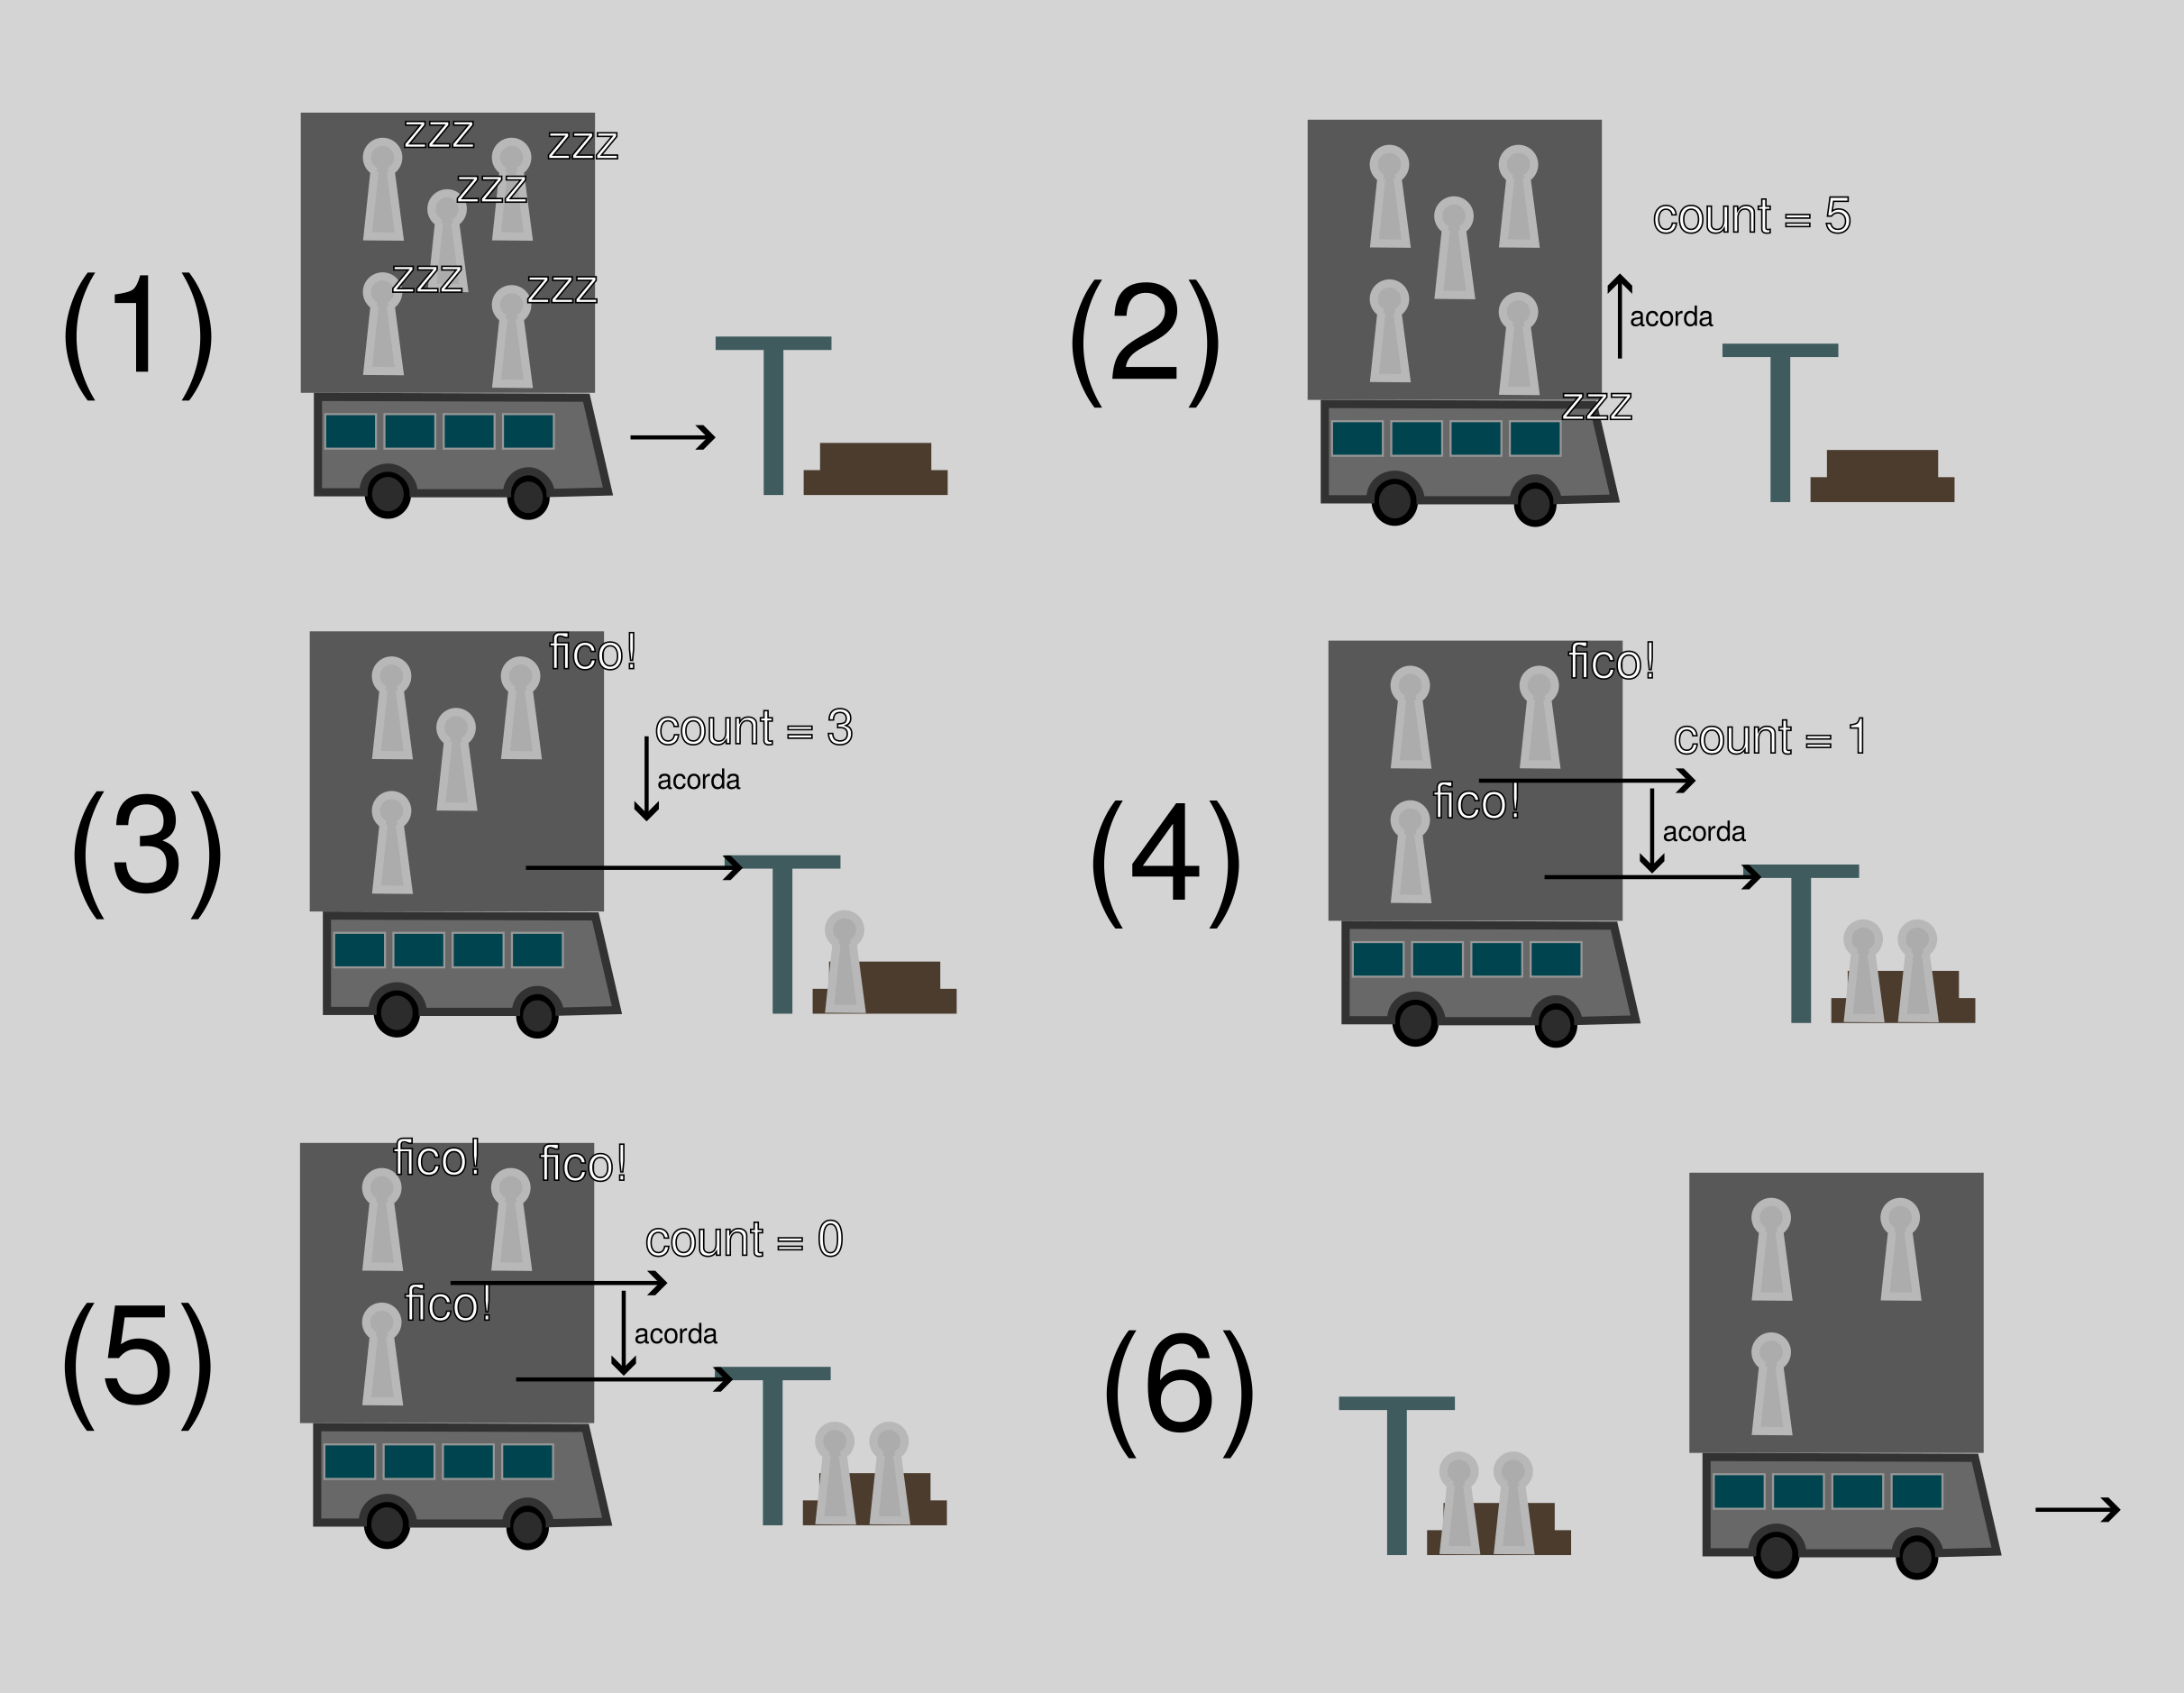 (1)
zzz
zzz
zzz
zzz
zzz
T
(2)
count = 5
acorda
zzz
T
(3)
fico!
count = 3
acorda
T
(4)
fico!
count = 1
fico!
acorda
T
(5)
fico!
fico!
count = 0
fico!
acorda
T
(6)
T